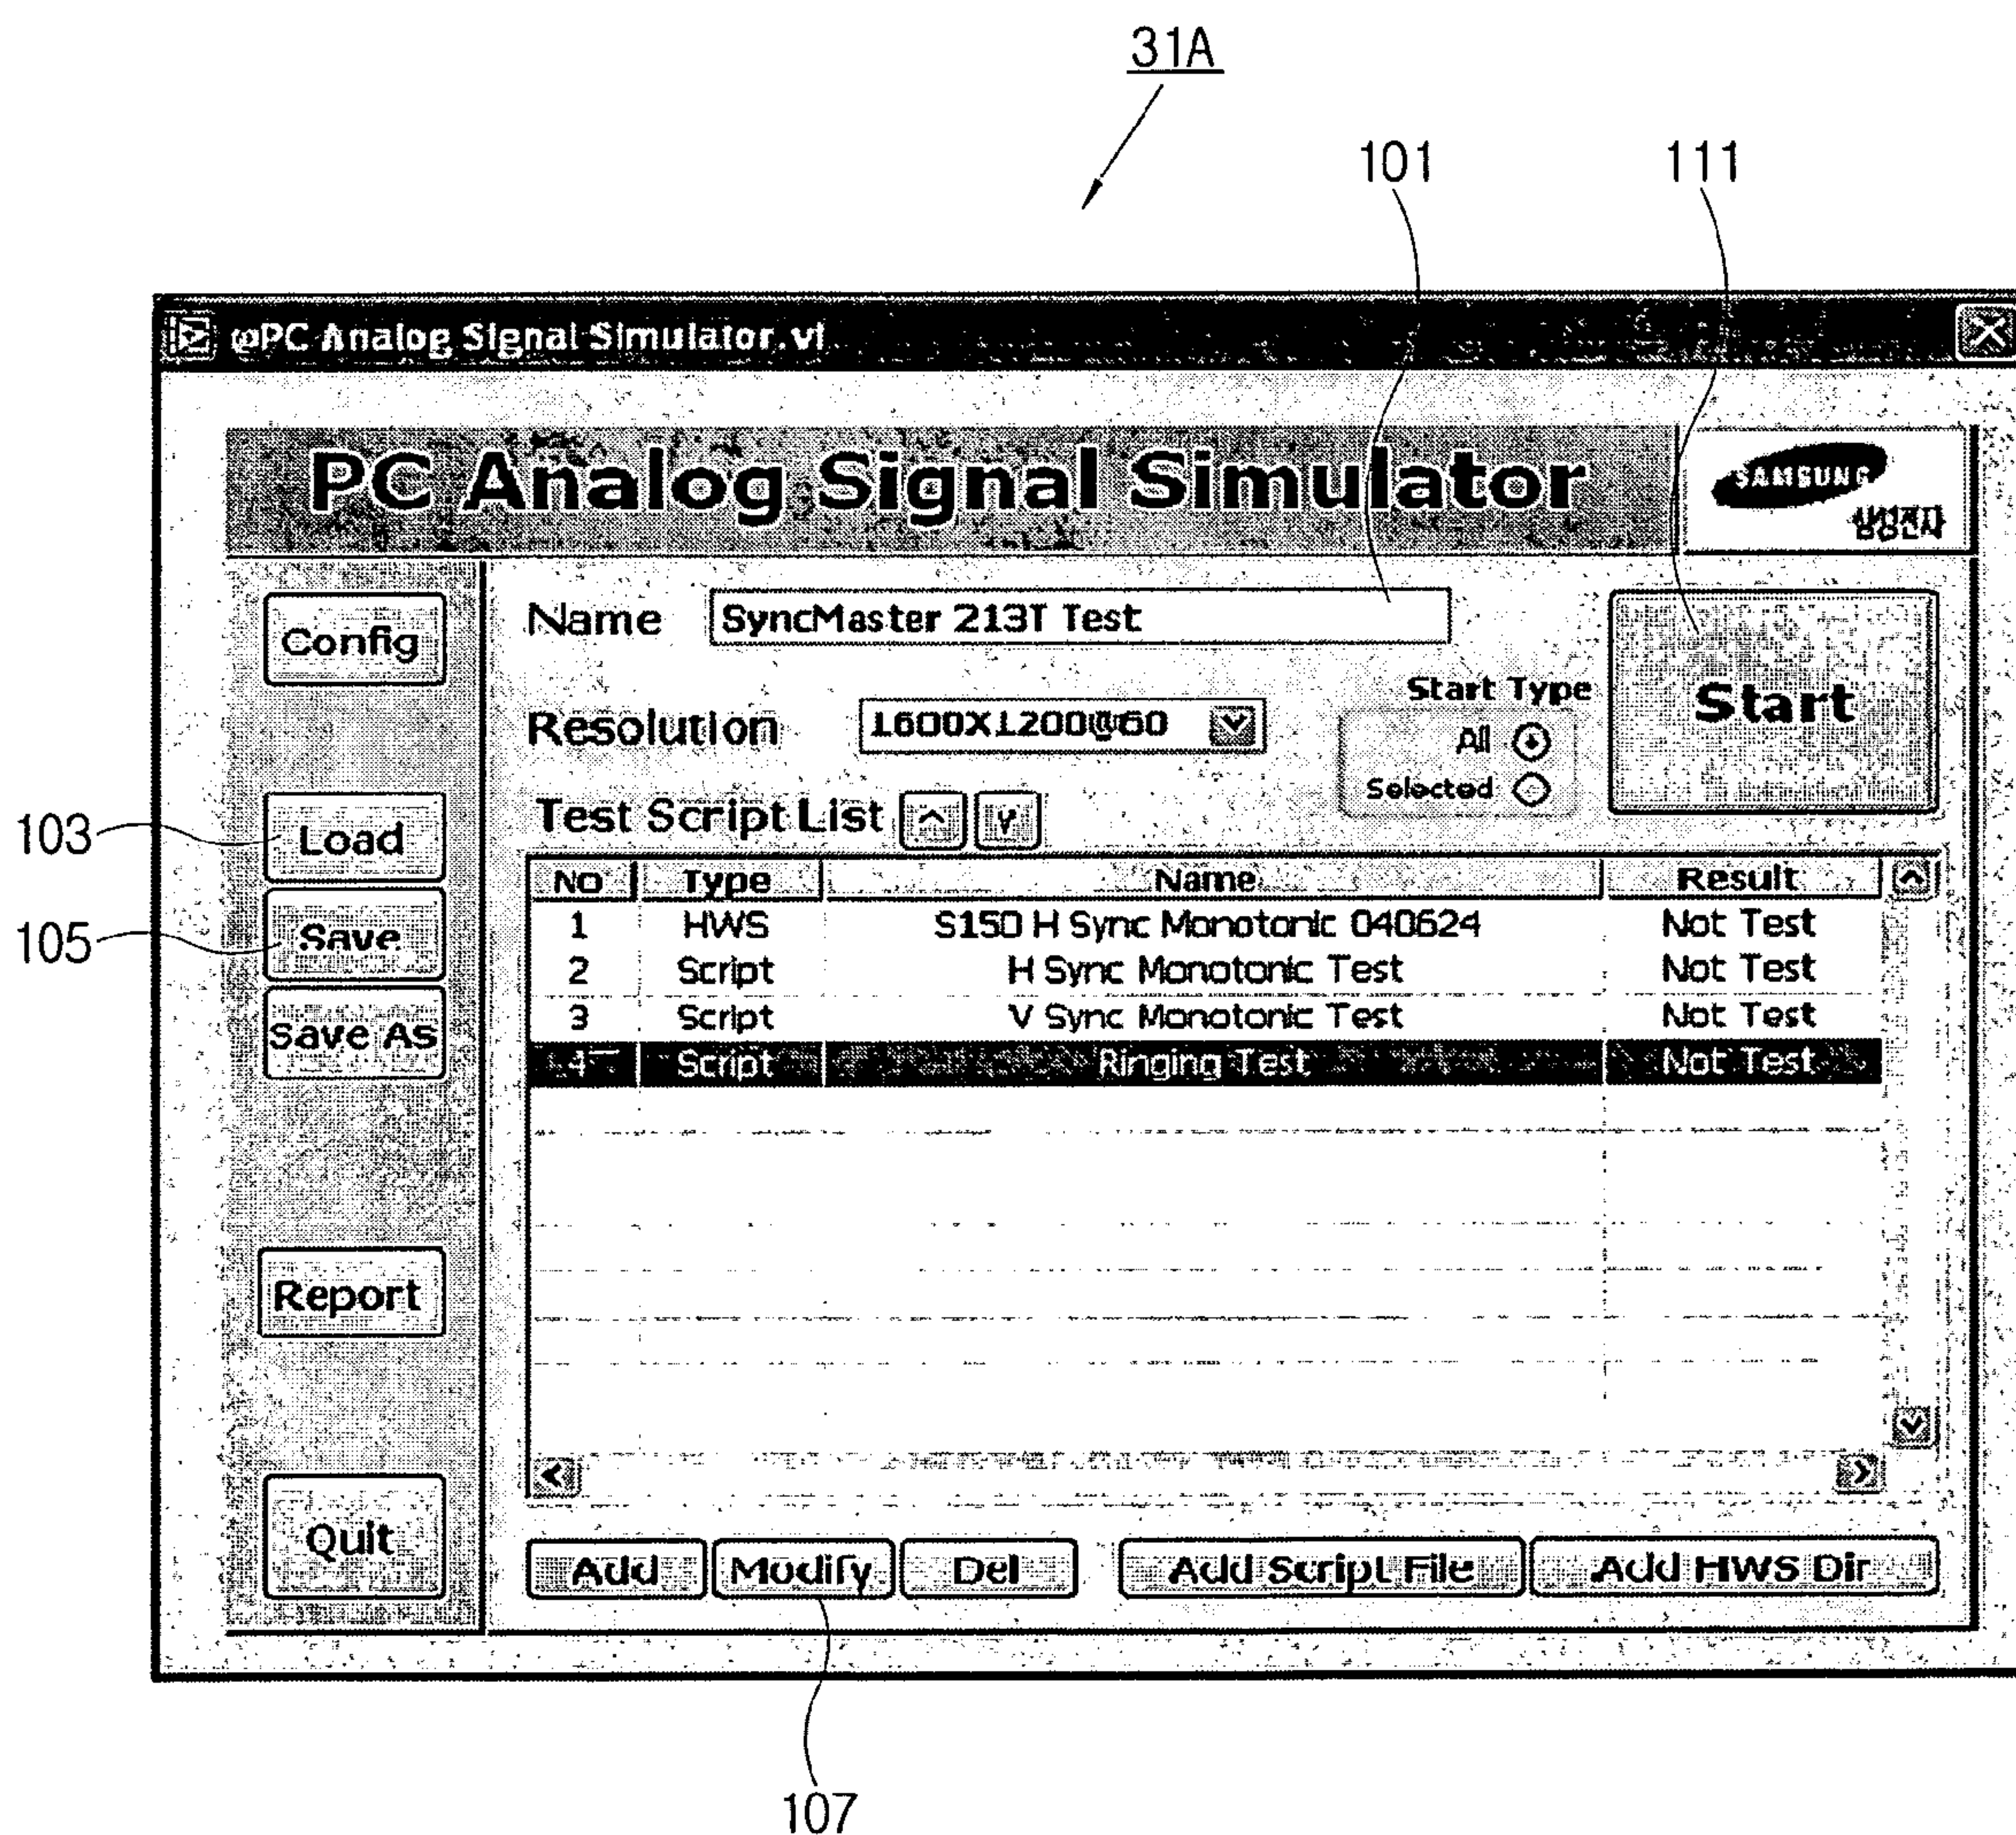 31A
101
111
@PC Analog Signal Simulator.vi
PC Analog Signal Simulator
SAMSUNG
삼성전자
Config
Name
SyncMaster 213T Test
Start
Resolution
1600X1200@60
Start Type
All
Selected
103
Load
Test Script List
No Type Name Result
105
Save
1 HWS S150 H Sync Monotonic 040624 Not Test
2 Script H Sync Monotonic Test Not Test
Save As
3 Script V Sync Monotonic Test Not Test
4 Script Ringing Test Not Test
Report
Quit
Add
Modify
Del
Add Script File
Add HWS Dir
107